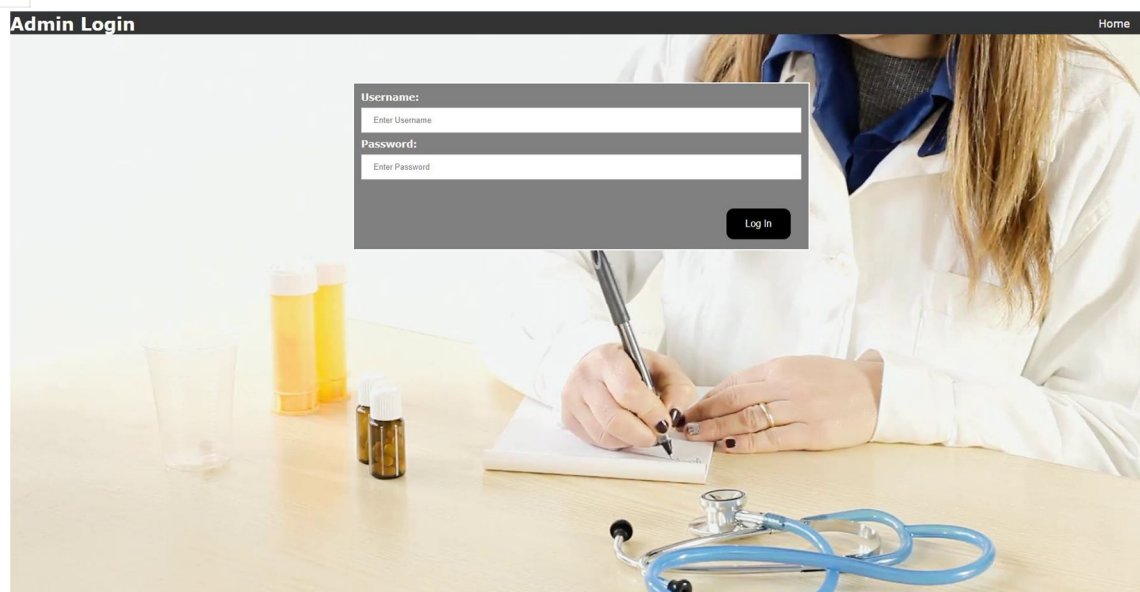 Admin Login
Home
Username:
Enter Username
Password:
Enter Password
Log In